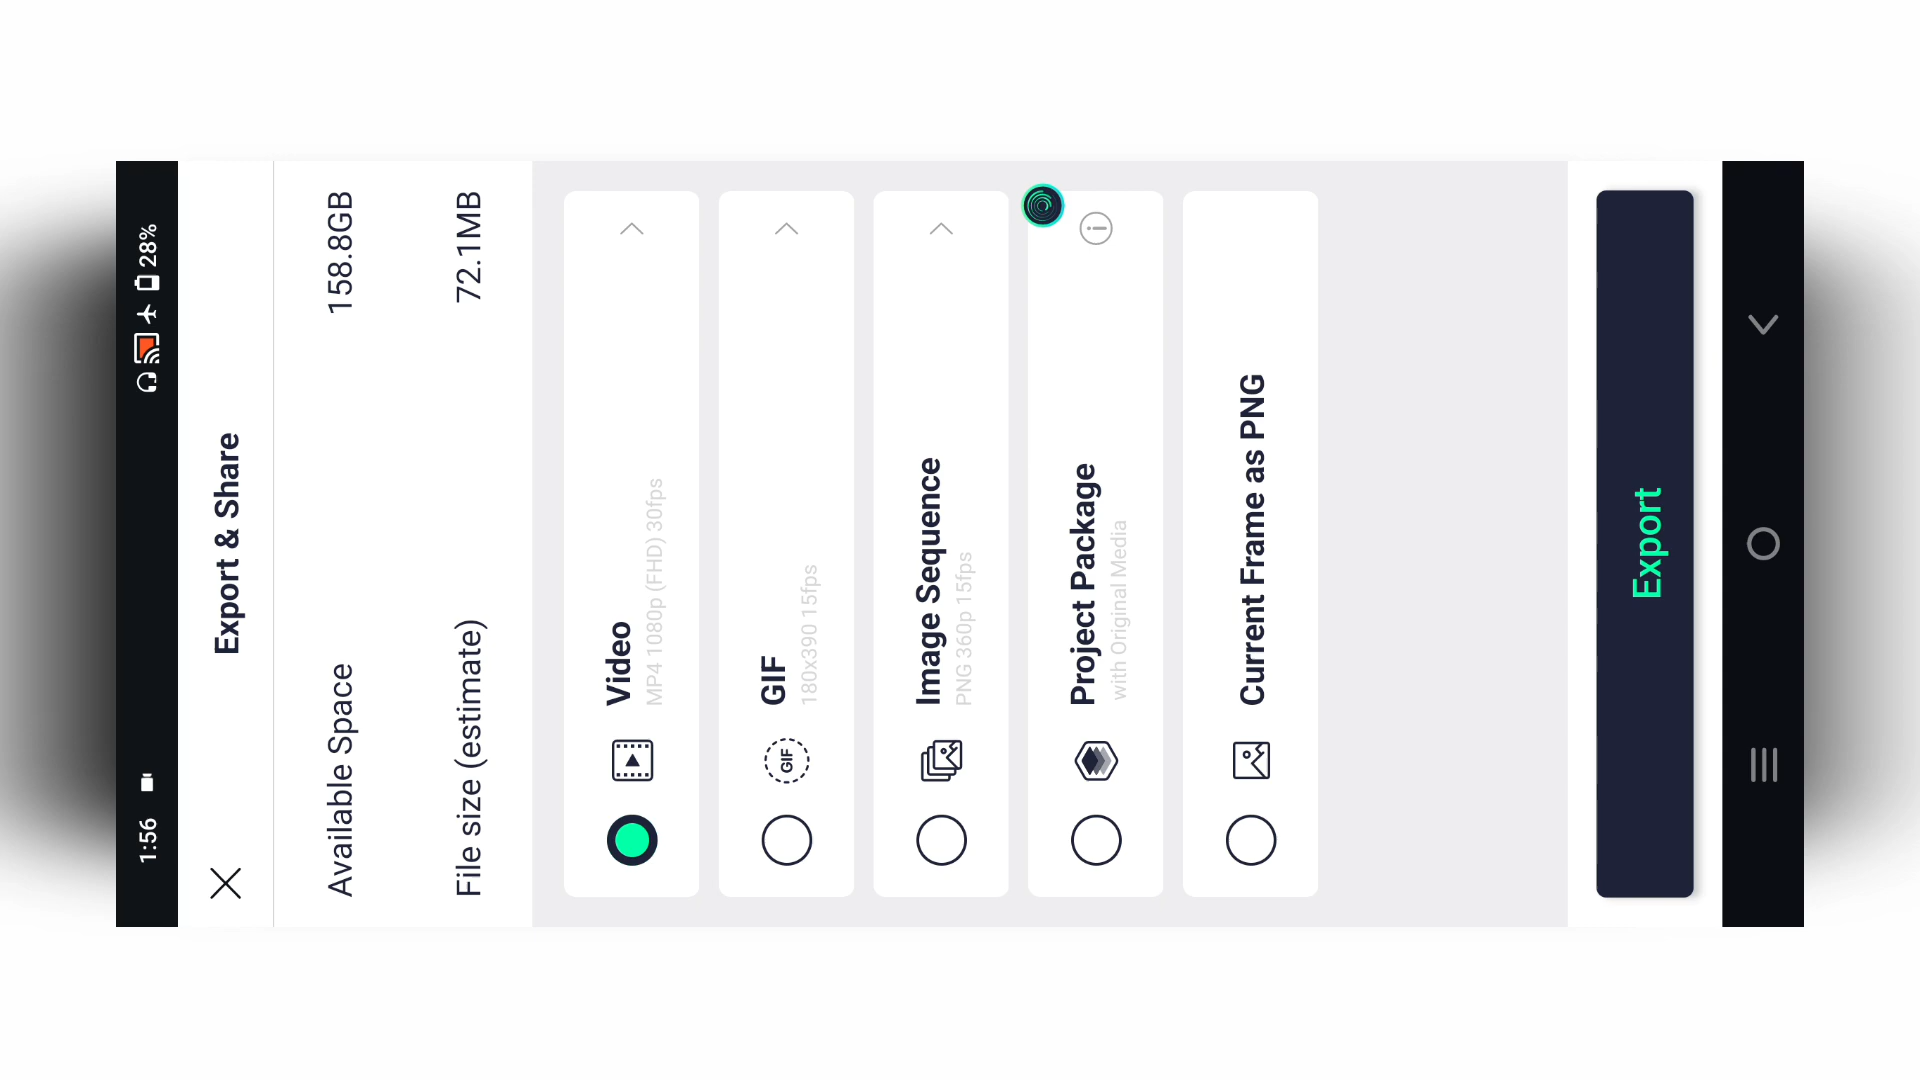 1:56
28%
Export & Share
Available Space 158.8GB
File size (estimate) 72.1MB
Video
MP4 1080p (FHD) 30fps
GIF
GIF
180x390 15fps
Image Sequence
PNG 360p 15fps
Project Package
with Original Media
Current Frame as PNG
Export